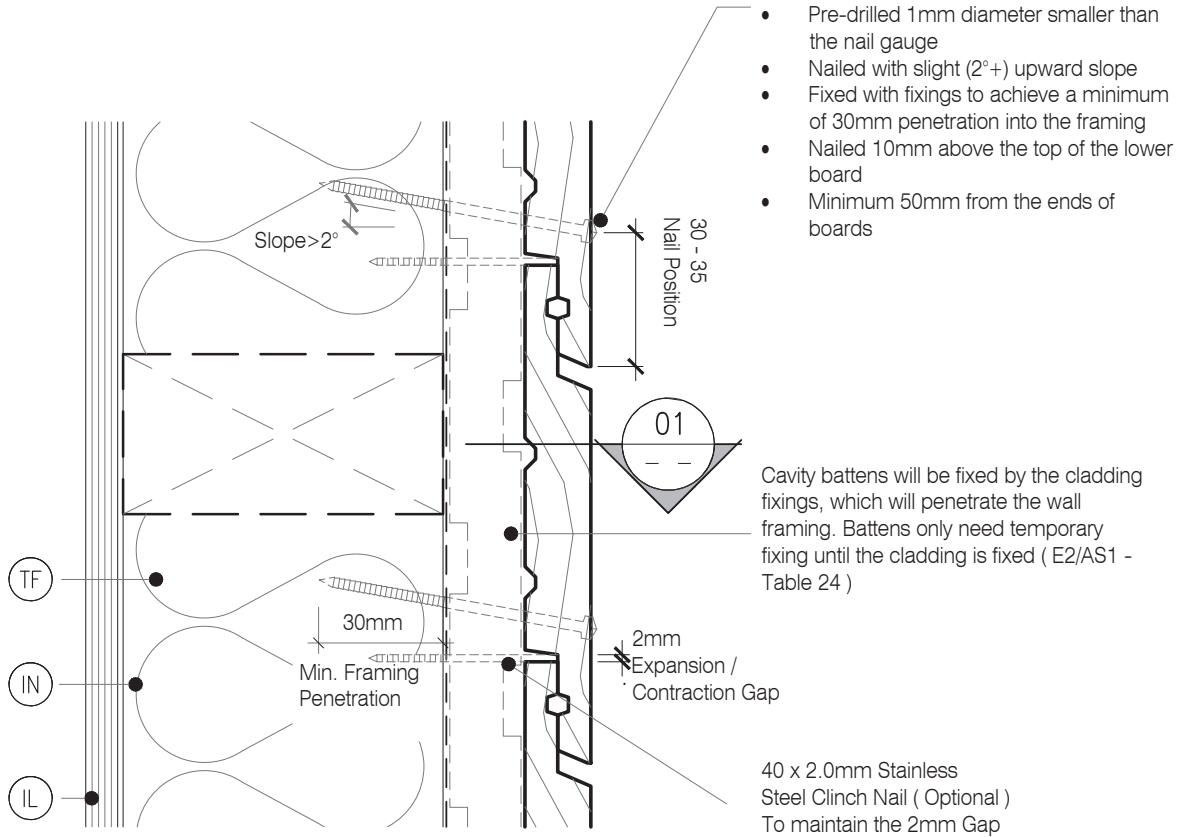 • Pre-drilled 1mm diameter smaller than
the nail gauge
• Nailed with slight (2°+) upward slope
• Fixed with fixings to achieve a minimum
of 30mm penetration into the framing
• Nailed 10mm above the top of the lower
board
• Minimum 50mm from the ends of
boards
Slope>2°
30 - 35
Nail Position
01
Cavity battens will be fixed by the cladding
fixings, which will penetrate the wall
framing. Battens only need temporary
fixing until the cladding is fixed ( E2/AS1 -
Table 24 )
TF
30mm
Min. Framing
Penetration
2mm
Expansion /
Contraction Gap
IN
IL
40 x 2.0mm Stainless
Steel Clinch Nail ( Optional )
To maintain the 2mm Gap